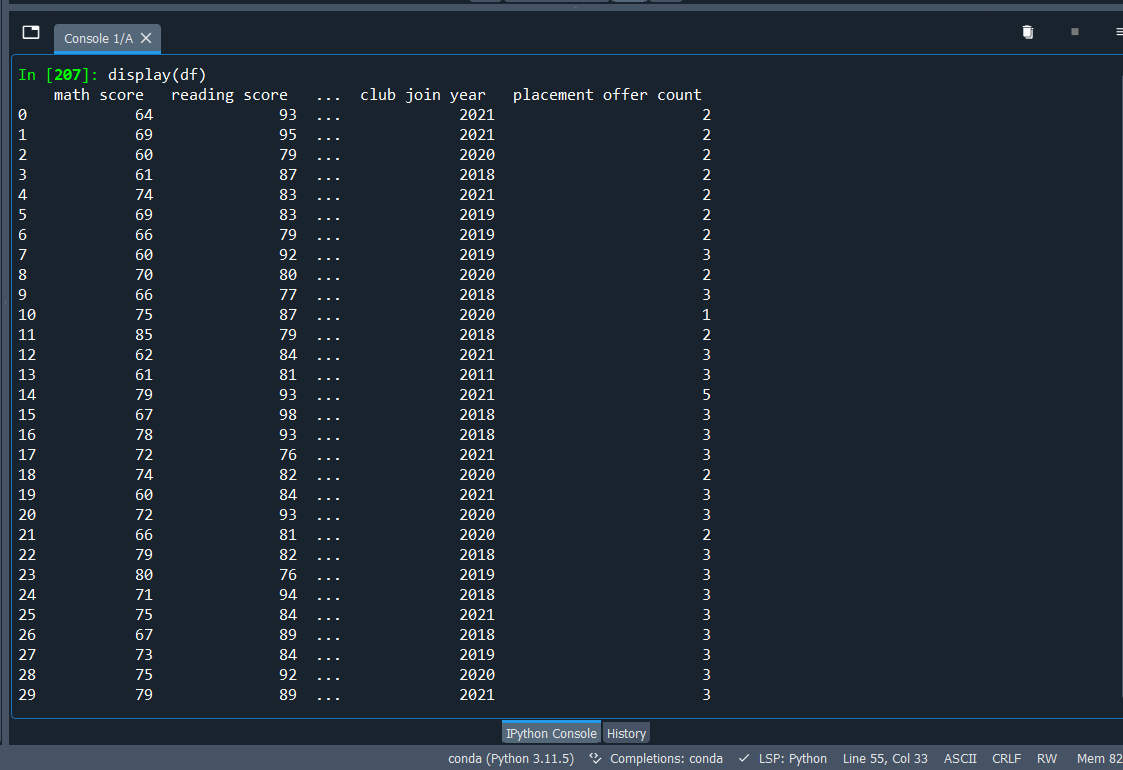 Console 1/A
In [207]: display(df)
math score reading score ... club join year placement offer count
0 64 93 ... 2021 2
1 69 95 ... 2021 2
2 60 79 ... 2020 2
3 61 87 ... 2018 2
4 74 83 ... 2021 2
5 69 83 ... 2019 2
6 66 79 ... 2019 2
7 60 92 ... 2019 3
8 70 80 ... 2020 2
9 66 77 ... 2018 3
10 75 87 ... 2020 1
11 85 79 ... 2018 2
12 62 84 ... 2021 3
13 61 81 ... 2011 3
14 79 93 ... 2021 5
15 67 98 ... 2018 3
16 78 93 ... 2018 3
17 72 76 ... 2021 3
18 74 82 ... 2020 2
19 60 84 ... 2021 3
20 72 93 ... 2020 3
21 66 81 ... 2020 2
22 79 82 ... 2018 3
23 80 76 ... 2019 3
24 71 94 ... 2018 3
25 75 84 ... 2021 3
26 67 89 ... 2018 3
27 73 84 ... 2019 3
28 75 92 ... 2020 3
29 79 89 ... 2021 3
IPython Console History
conda (Python 3.11.5) Completions: conda LSP: Python Line 55, Col 33 ASCII CRLF RW Mem 82